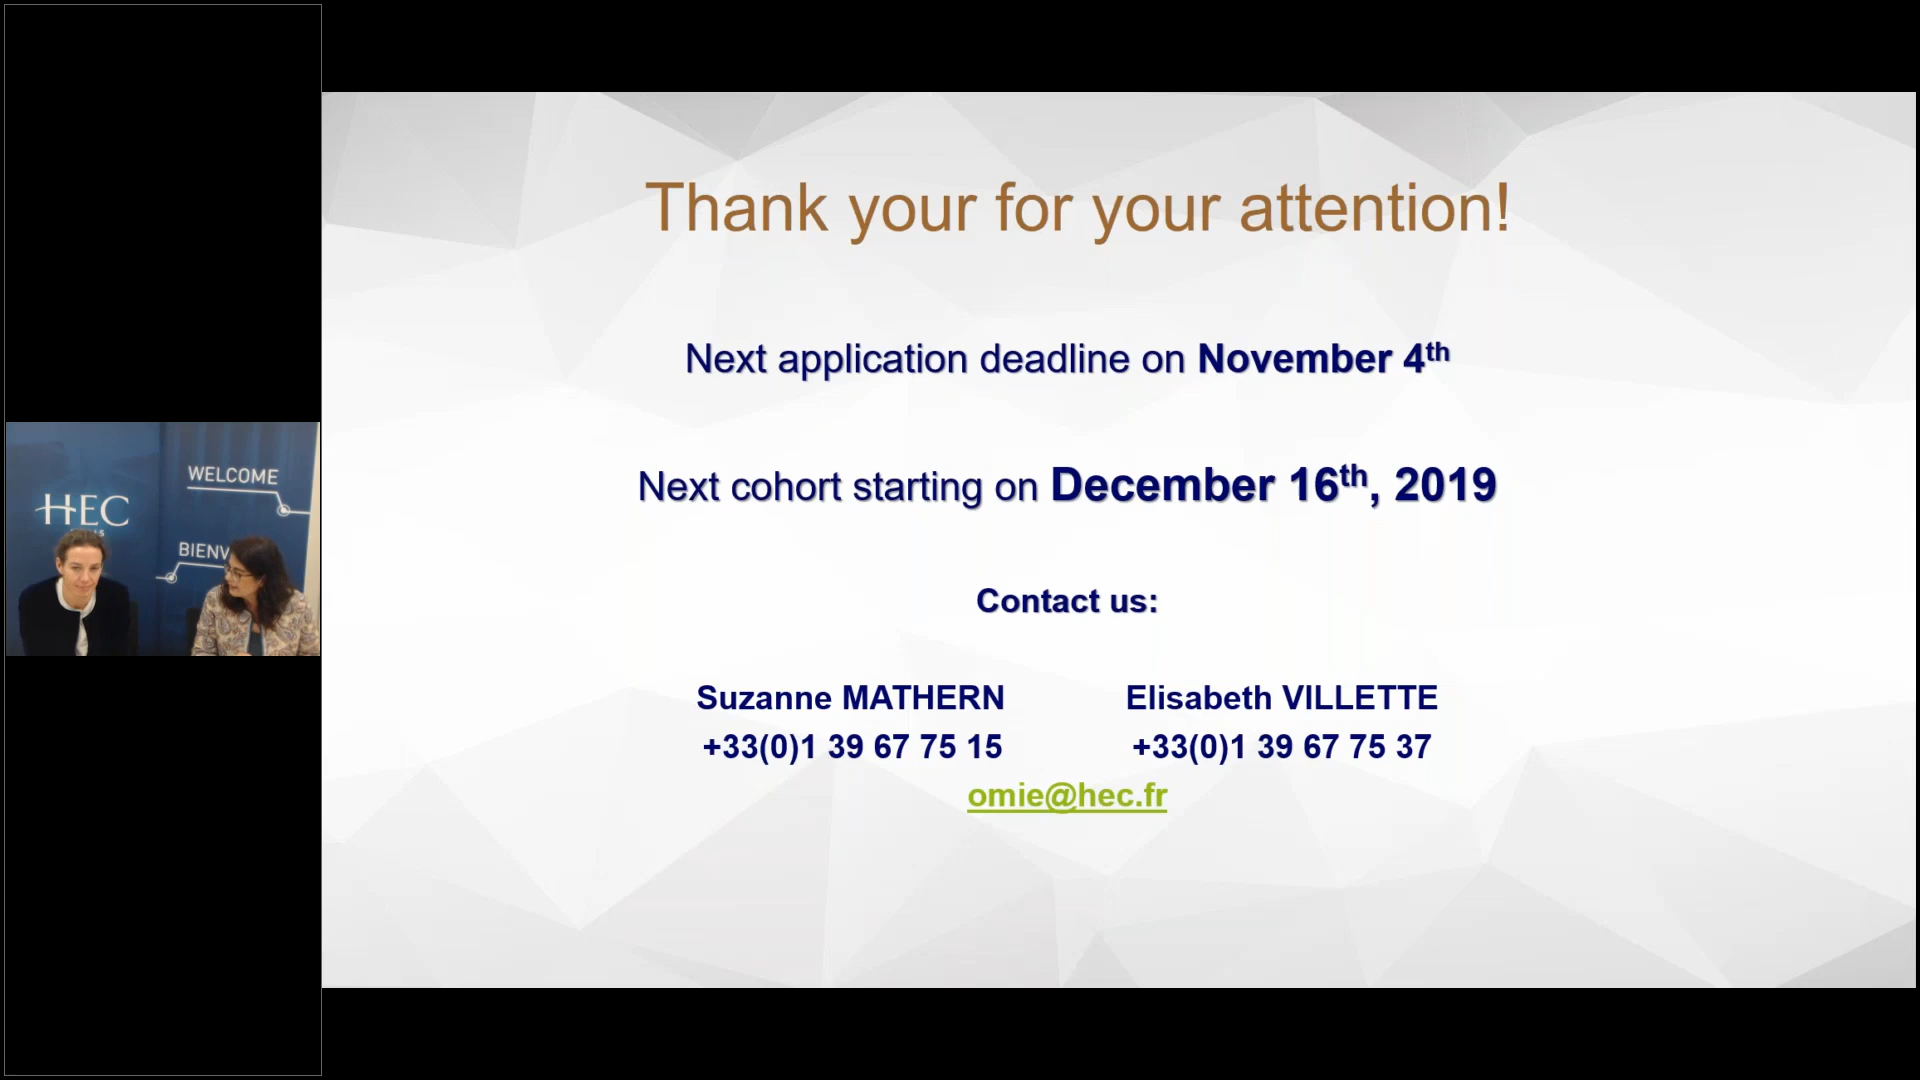 Thank your for your attention!
Next application deadline on November 4th
Next cohort starting on December 16th, 2019
Contact us:
Suzanne MATHERN
Elisabeth VILLETTE
+33(0)1 39 67 75 15
+33(0)1 39 67 75 37
omie@hec.fr
WELCOME
HEC
BIENV